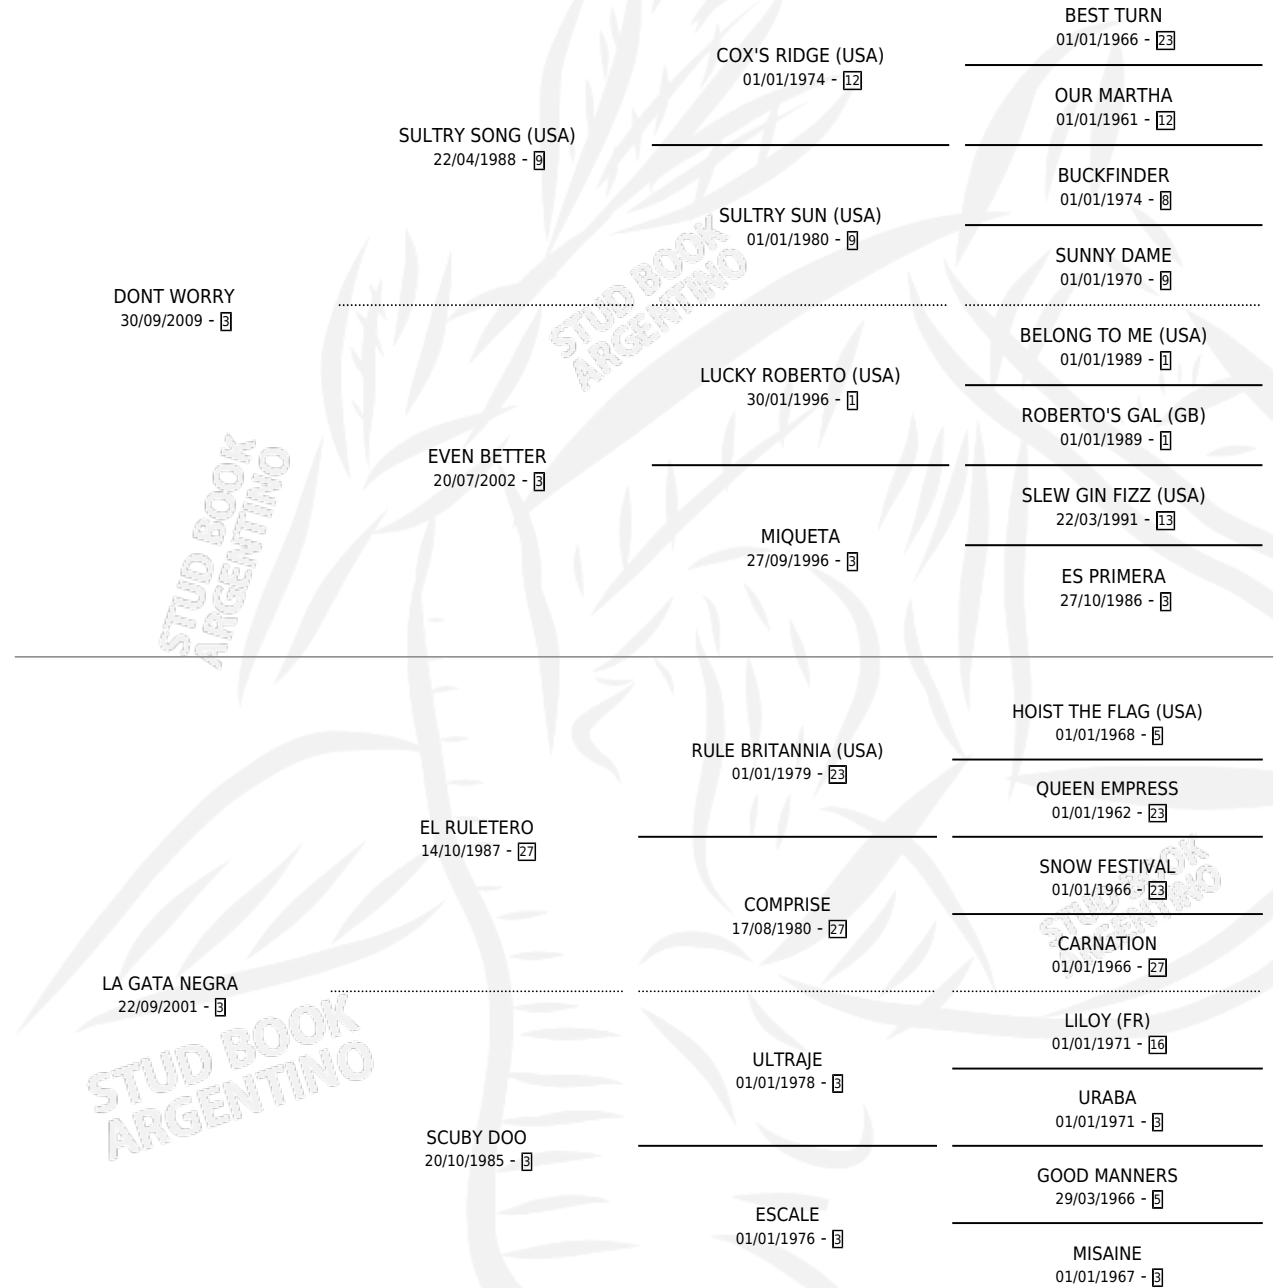 BEST TURN
01/01/1966 - 23
COX'S RIDGE (USA)
01/01/1974 - 12
OUR MARTHA
01/01/1961 - 12
SULTRY SONG (USA)
22/04/1988 - 9
BUCKFINDER
01/01/1974 - 8
SULTRY SUN (USA)
01/01/1980 - 9
SUNNY DAME
01/01/1970 - 9
DONT WORRY
30/09/2009 - 3
BELONG TO ME (USA)
01/01/1989 - 1
LUCKY ROBERTO (USA)
30/01/1996 - 1
ROBERTO'S GAL (GB)
01/01/1989 - 1
EVEN BETTER
20/07/2002 - 3
SLEW GIN FIZZ (USA)
22/03/1991 - 13
MIQUETA
27/09/1996 - 3
ES PRIMERA
27/10/1986 - 3
HOIST THE FLAG (USA)
01/01/1968 - 5
RULE BRITANNIA (USA)
01/01/1979 - 23
QUEEN EMPRESS
01/01/1962 - 23
EL RULETERO
14/10/1987 - 27
SNOW FESTIVAL
01/01/1966 - 23
COMPRISE
17/08/1980 - 27
CARNATION
01/01/1966 - 27
LA GATA NEGRA
22/09/2001 - 3
LILOY (FR)
01/01/1971 - 16
ULTRAJE
01/01/1978 - 3
URABA
01/01/1971 - 3
SCUBY DOO
20/10/1985 - 3
GOOD MANNERS
29/03/1966 - 5
ESCALE
01/01/1976 - 3
MISAINE
01/01/1967 - 3
STUD BOOK
ARGENTINO
STUD BOOK
ARGENTINO
STUD BOOK
ARGENTINO
STUD BOOK
ARGENTINO